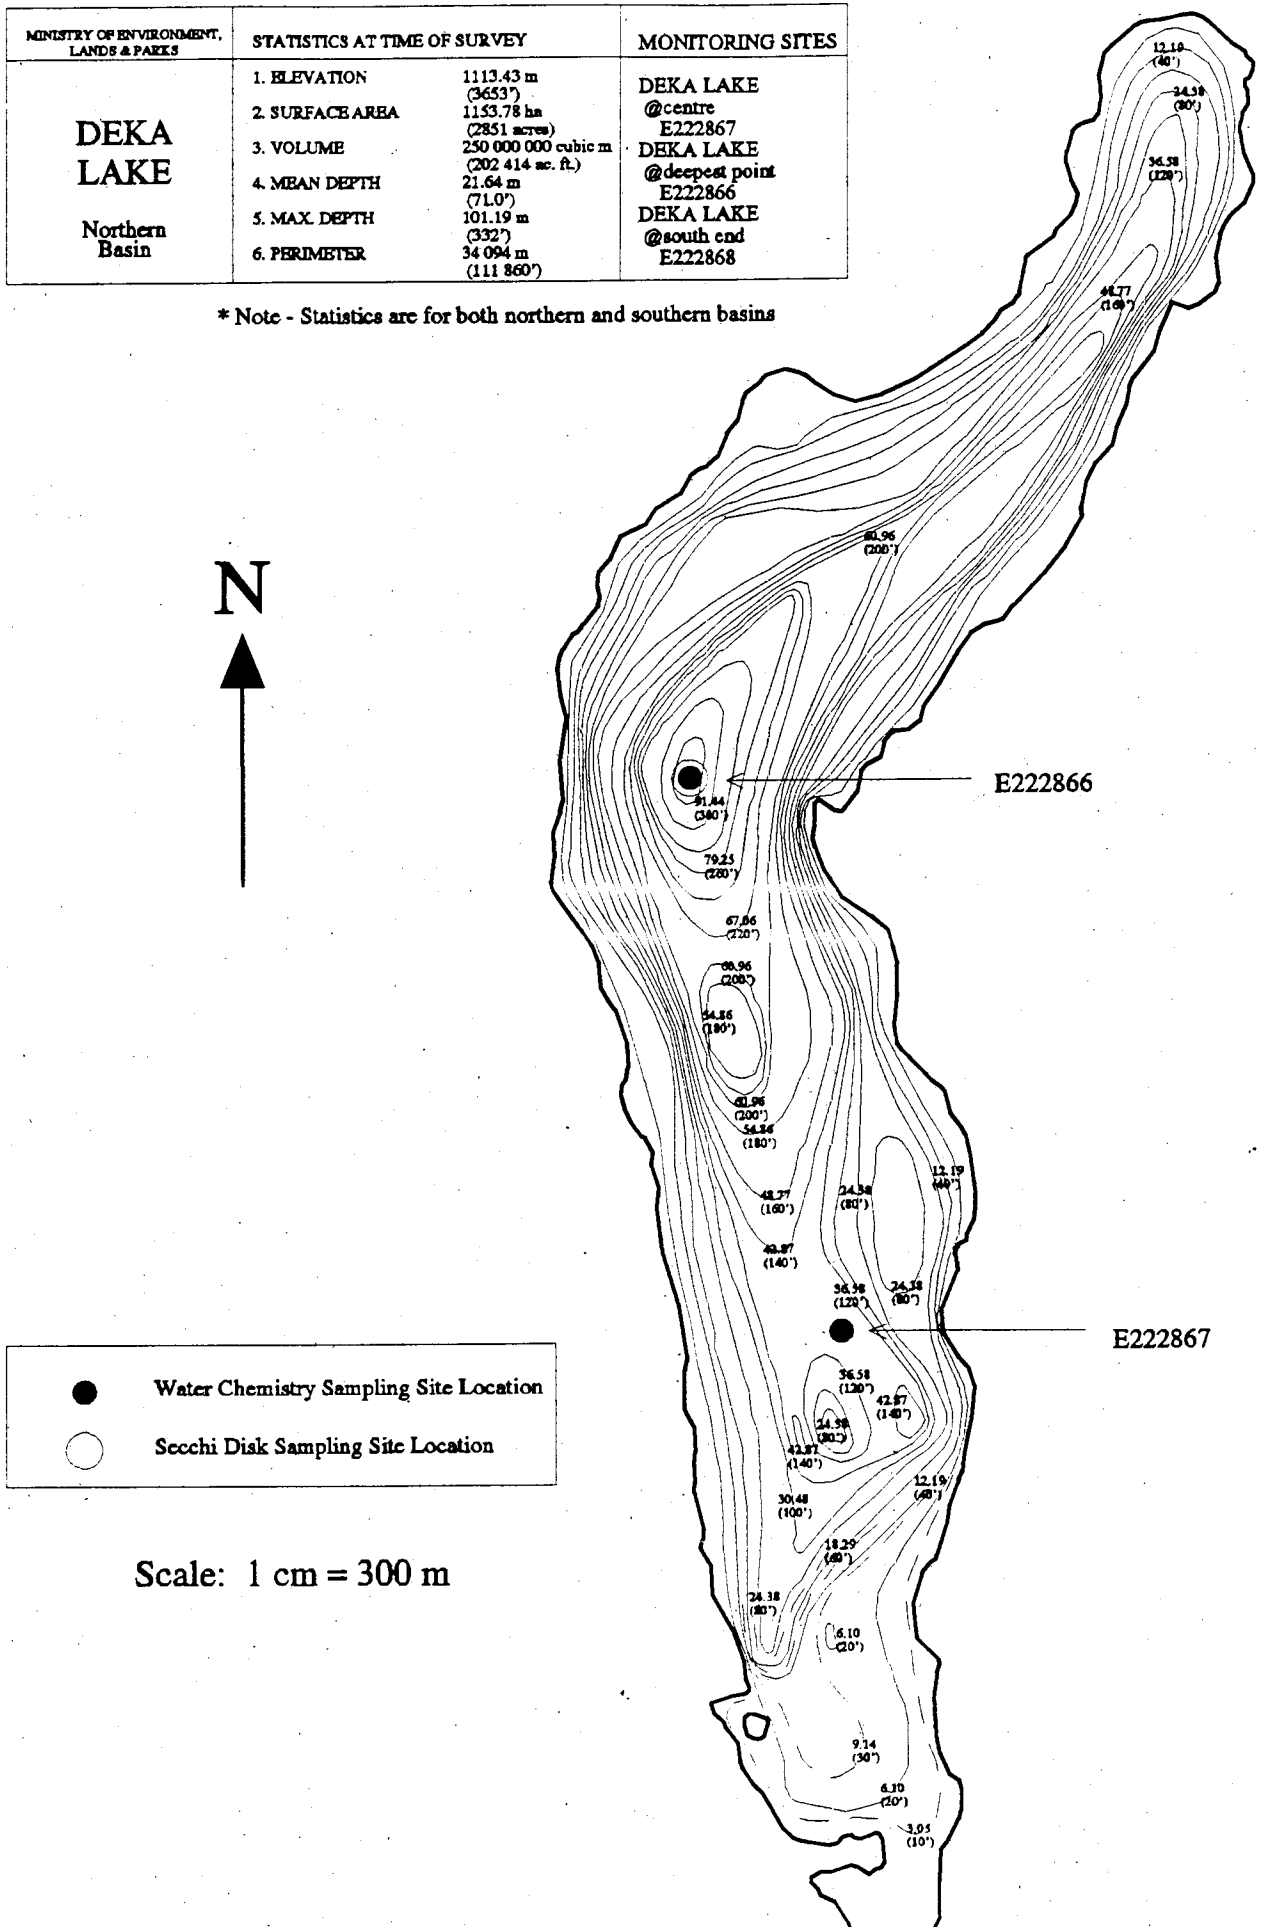 MINISTRY OF ENVIRONMENT,
LANDS & PARKS
STATISTICS AT TIME OF SURVEY
MONITORING SITES
DEKA
LAKE
Northern
Basin
1. ELEVATION 1113.43 m
(3653')
2. SURFACE AREA 1153.78 ha
(2851 acres)
3. VOLUME 250 000 000 cubic m
(202 414 ac. ft.)
4. MEAN DEPTH 21.64 m
(71.0')
5. MAX. DEPTH 101.19 m
(332')
6. PERIMETER 34 094 m
(111 860')
DEKA LAKE
@centre
E222867
DEKA LAKE
@deepest point
E222866
DEKA LAKE
@south end
E222868
* Note - Statistics are for both northern and southern basins
12.19
(40')
24.38
(80')
36.58
(120')
48.77
(160')
60.96
(200')
N
E222866
91.44
(300')
79.25
(260')
67.06
(220')
60.96
(200')
54.86
(180')
60.96
(200')
54.86
(180')
12.19
(40')
24.38
(80')
48.77
(160')
42.87
(140')
36.58
(120')
24.38
(80')
E222867
36.58
(120')
42.87
(140')
24.38
(80')
42.87
(140')
12.19
(40')
30.48
(100')
18.29
(60')
24.38
(80')
6.10
(20')
9.14
(30')
6.10
(20')
3.05
(10')
Water Chemistry Sampling Site Location
Secchi Disk Sampling Site Location
Scale: 1 cm = 300 m